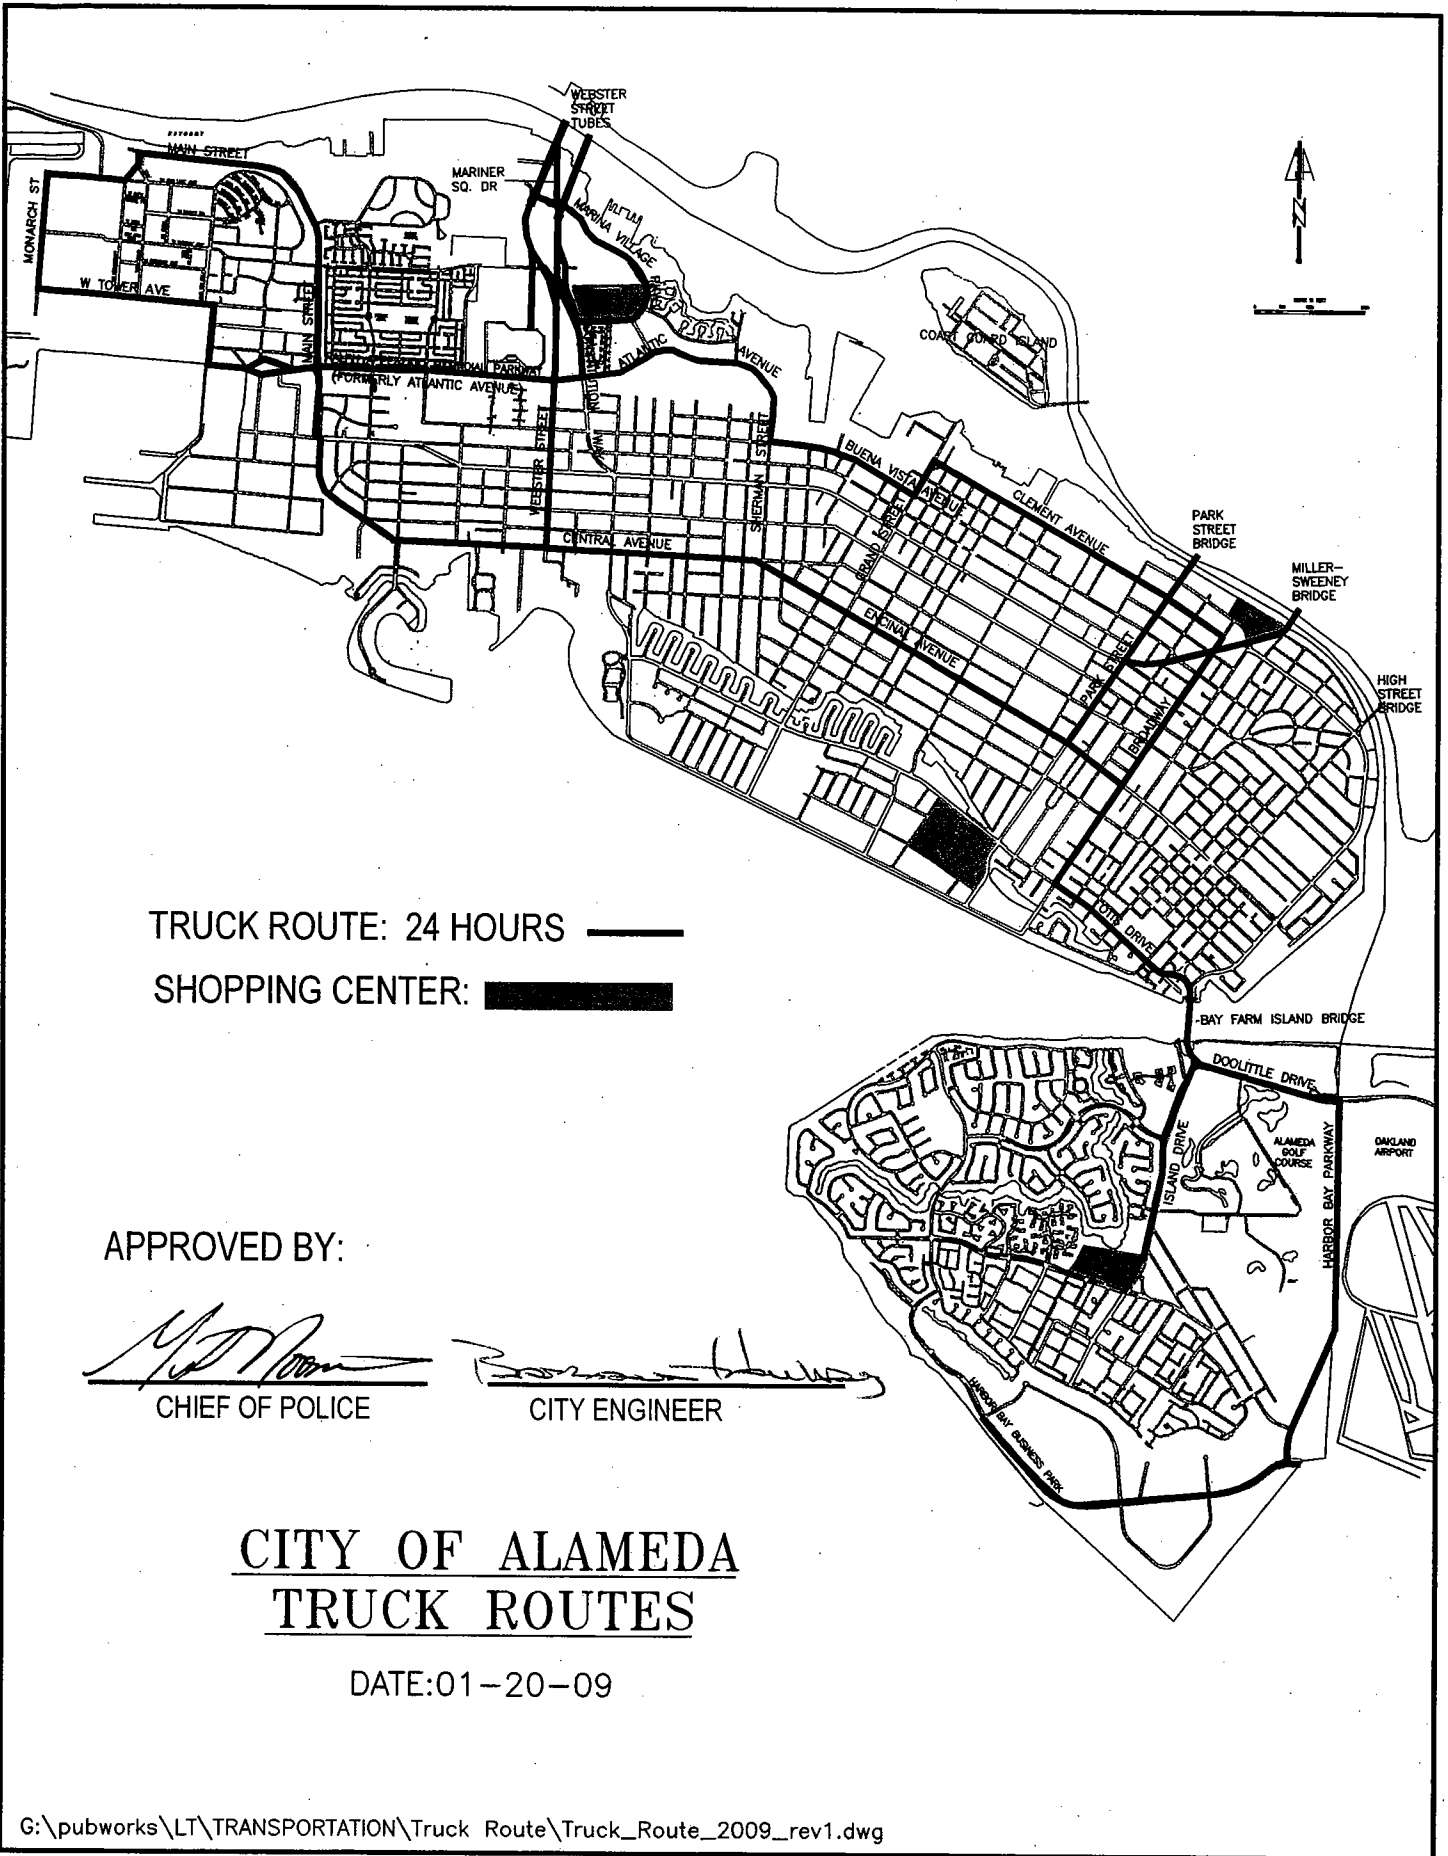 WEBSTER
STREET
TUBES
MAIN STREET
MARINER
SQ. DR
MONARCH ST
MARINA VILLAGE PKWY
W TOWER AVE
MAIN STREET
COAST GUARD ISLAND
ATLANTIC
AVENUE
MEMORIAL PARKWAY
(FORMERLY ATLANTIC AVENUE)
CONSTITUTION WAY
WEBSTER STREET
SHERMAN STREET
BUENA VISTA AVENUE
CLEMENT AVENUE
GRAND STREET
CENTRAL AVENUE
PARK
STREET
BRIDGE
MILLER-
SWEENEY
BRIDGE
ENCINAL AVENUE
PARK STREET
BROADWAY
HIGH
STREET
BRIDGE
OTIS DRIVE
TRUCK ROUTE: 24 HOURS
SHOPPING CENTER:
-BAY FARM ISLAND BRIDGE
DOOLITTLE DRIVE
ISLAND DRIVE
ALAMEDA
GOLF
COURSE
HARBOR BAY PARKWAY
OAKLAND
AIRPORT
APPROVED BY:
CHIEF OF POLICE
CITY ENGINEER
HARBOR BAY BUSINESS PARK
CITY OF ALAMEDA
TRUCK ROUTES
DATE:01-20-09
G:\pubworks\LT\TRANSPORTATION\Truck Route\Truck_Route_2009_rev1.dwg